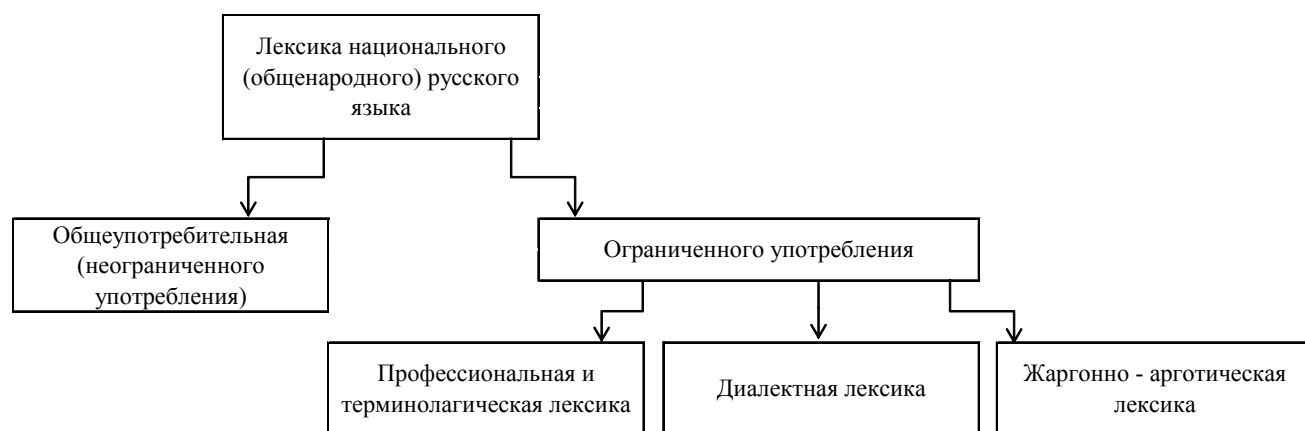 Лексика национального
(общенародного) русского
языка
Общеупотребительная
(неограниченного
употребления)
Ограниченного употребления
Профессиональная и
терминолагическая лексика
Диалектная лексика
Жаргонно - арготическая
лексика